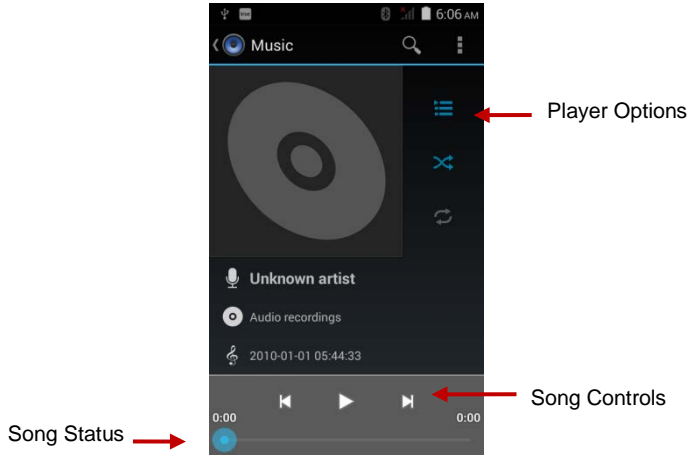 6:06 AM
Music
Player Options
Unknown artist
Audio recordings
2010-01-01 05:44:33
Song Controls
0:00
0:00
Song Status